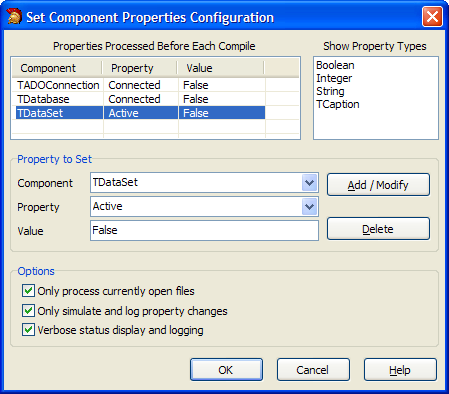 Set Component Properties Configuration
Properties Processed Before Each Compile
Show Property Types
Component Property Value
TADOConnection Connected False
TDatabase Connected False
TDataSet Active False
Boolean
Integer
String
TCaption
Property to Set
Component TDataSet Add / Modify
Property Active
Value False Delete
Options
Only process currently open files
Only simulate and log property changes
Verbose status display and logging
OK Cancel Help